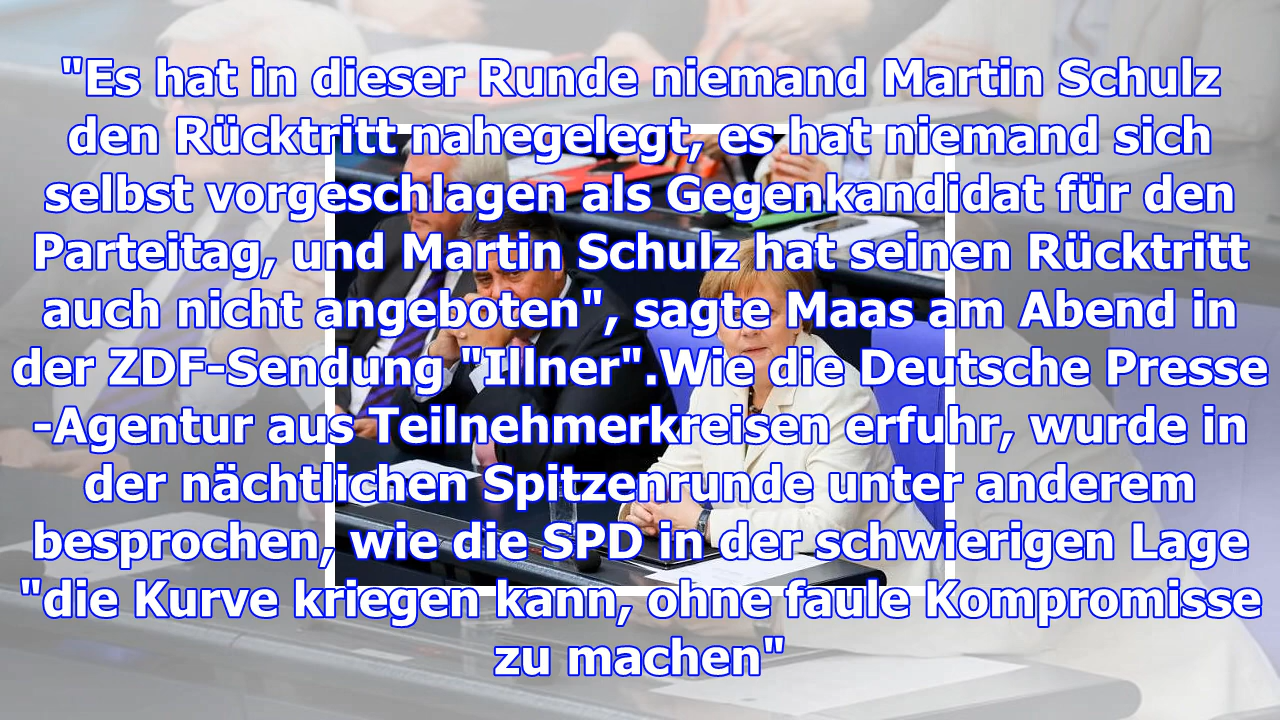 "Es hat in dieser Runde niemand Martin Schulz
den Rücktritt nahegelegt, es hat niemand sich
selbst vorgeschlagen als Gegenkandidat für den
Parteitag, und Martin Schulz hat seinen Rücktritt
auch nicht angeboten", sagte Maas am Abend in
der ZDF-Sendung "Illner".Wie die Deutsche Presse
-Agentur aus Teilnehmerkreisen erfuhr, wurde in
der nächtlichen Spitzenrunde unter anderem
besprochen, wie die SPD in der schwierigen Lage
"die Kurve kriegen kann, ohne faule Kompromisse
zu machen"